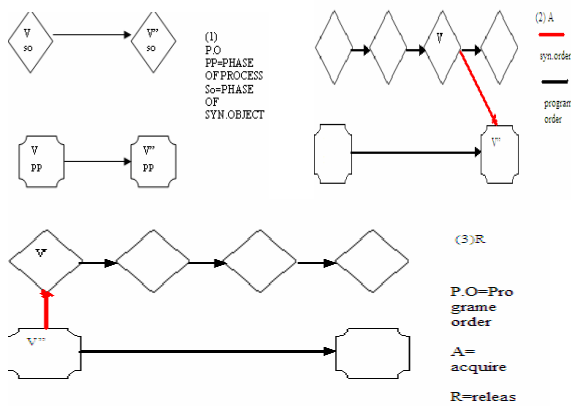 V
so
V"
so
(1)
P.O
PP=PHASE
OF PROCESS
So=PHASE
OF
SYN.OBJECT
V
PP
V"
PP
(2) A
V
syn.order
program
order
V'
V'
(3)R
V"
P.O=Pro
grame
order
A=
acquire
R=releas